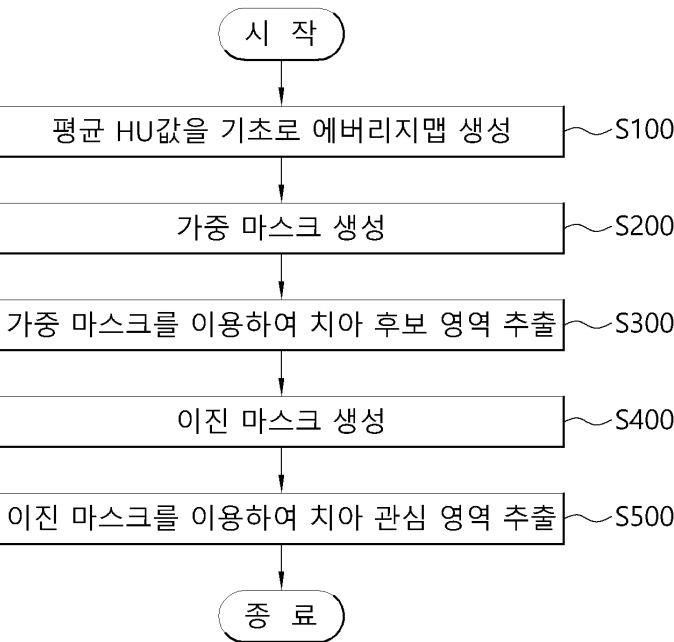 시 작
평균 HU값을 기초로 에버리지맵 생성 S100
가중 마스크 생성 S200
가중 마스크를 이용하여 치아 후보 영역 추출 S300
이진 마스크 생성 S400
이진 마스크를 이용하여 치아 관심 영역 추출 S500
종 료